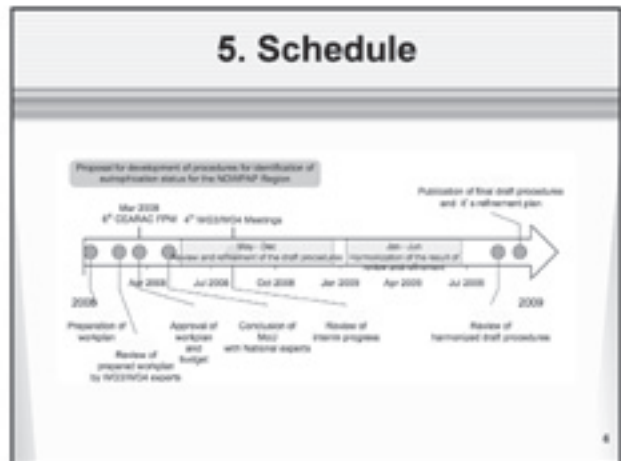 5. Schedule
Proposal for development of procedures for identification of
eutrophication status for the NOWPAP Region
Mar 2008
6th CEARAC FPM
4th WG3/WG4 Meetings
Publication of final draft procedures
and it's refinement plan
May - Dec
Review and refinement of the draft procedures
Jan - Jun
Harmonization of the result of
review and refinement
Apr 2008
Jul 2008
Oct 2008
Jan 2009
Apr 2009
Jul 2009
2008
2009
Preparation of
workplan
Review of
prepared workplan
by WG3/WG4 experts
Approval of
workplan
and
budget
Conclusion of
MoU
with National experts
Review of
interim progress
Review of
harmonized draft procedures